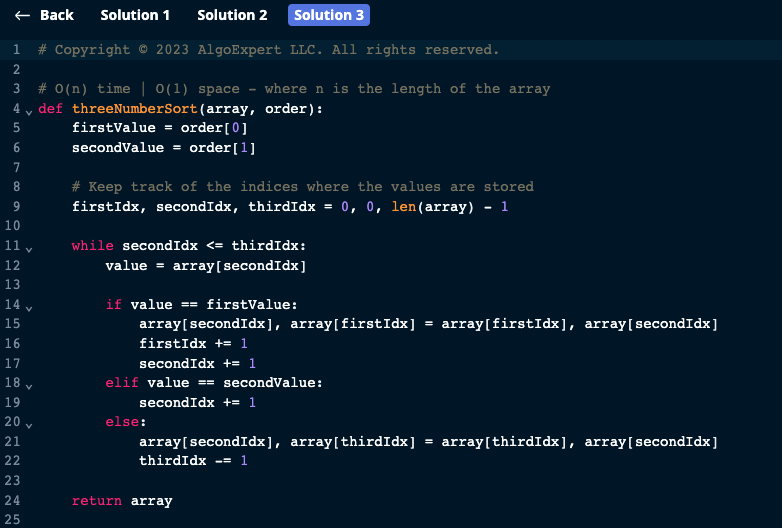 ← Back Solution 1 Solution 2 Solution 3
1 # Copyright © 2023 AlgoExpert LLC. All rights reserved.
2
3 # O(n) time | O(1) space - where n is the length of the array
4 def threeNumberSort(array, order):
5     firstValue = order[0]
6     secondValue = order[1]
7
8     # Keep track of the indices where the values are stored
9     firstIdx, secondIdx, thirdIdx = 0, 0, len(array) - 1
10
11     while secondIdx <= thirdIdx:
12         value = array[secondIdx]
13
14         if value == firstValue:
15             array[secondIdx], array[firstIdx] = array[firstIdx], array[secondIdx]
16             firstIdx += 1
17             secondIdx += 1
18         elif value == secondValue:
19             secondIdx += 1
20         else:
21             array[secondIdx], array[thirdIdx] = array[thirdIdx], array[secondIdx]
22             thirdIdx -= 1
23
24     return array
25